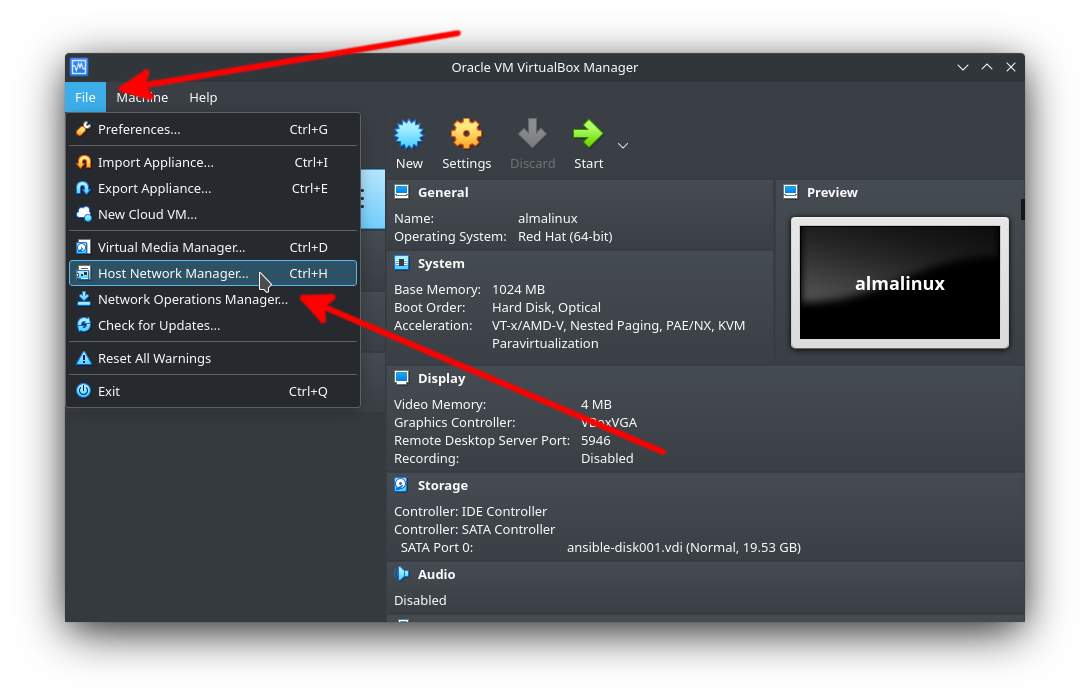 Oracle VM VirtualBox Manager
File Machine Help
Preferences... Ctrl+G
Import Appliance... Ctrl+I
Export Appliance... Ctrl+E
New Cloud VM...
Virtual Media Manager... Ctrl+D
Host Network Manager... Ctrl+H
Network Operations Manager...
Check for Updates...
Reset All Warnings
Exit Ctrl+Q
New Settings Discard Start
General
Name: almalinux
Operating System: Red Hat (64-bit)
System
Base Memory: 1024 MB
Boot Order: Hard Disk, Optical
Acceleration: VT-x/AMD-V, Nested Paging, PAE/NX, KVM
Paravirtualization
Preview
almalinux
Display
Video Memory: 4 MB
Graphics Controller: VBoxVGA
Remote Desktop Server Port: 5946
Recording: Disabled
Storage
Controller: IDE Controller
Controller: SATA Controller
SATA Port 0: ansible-disk001.vdi (Normal, 19.53 GB)
Audio
Disabled